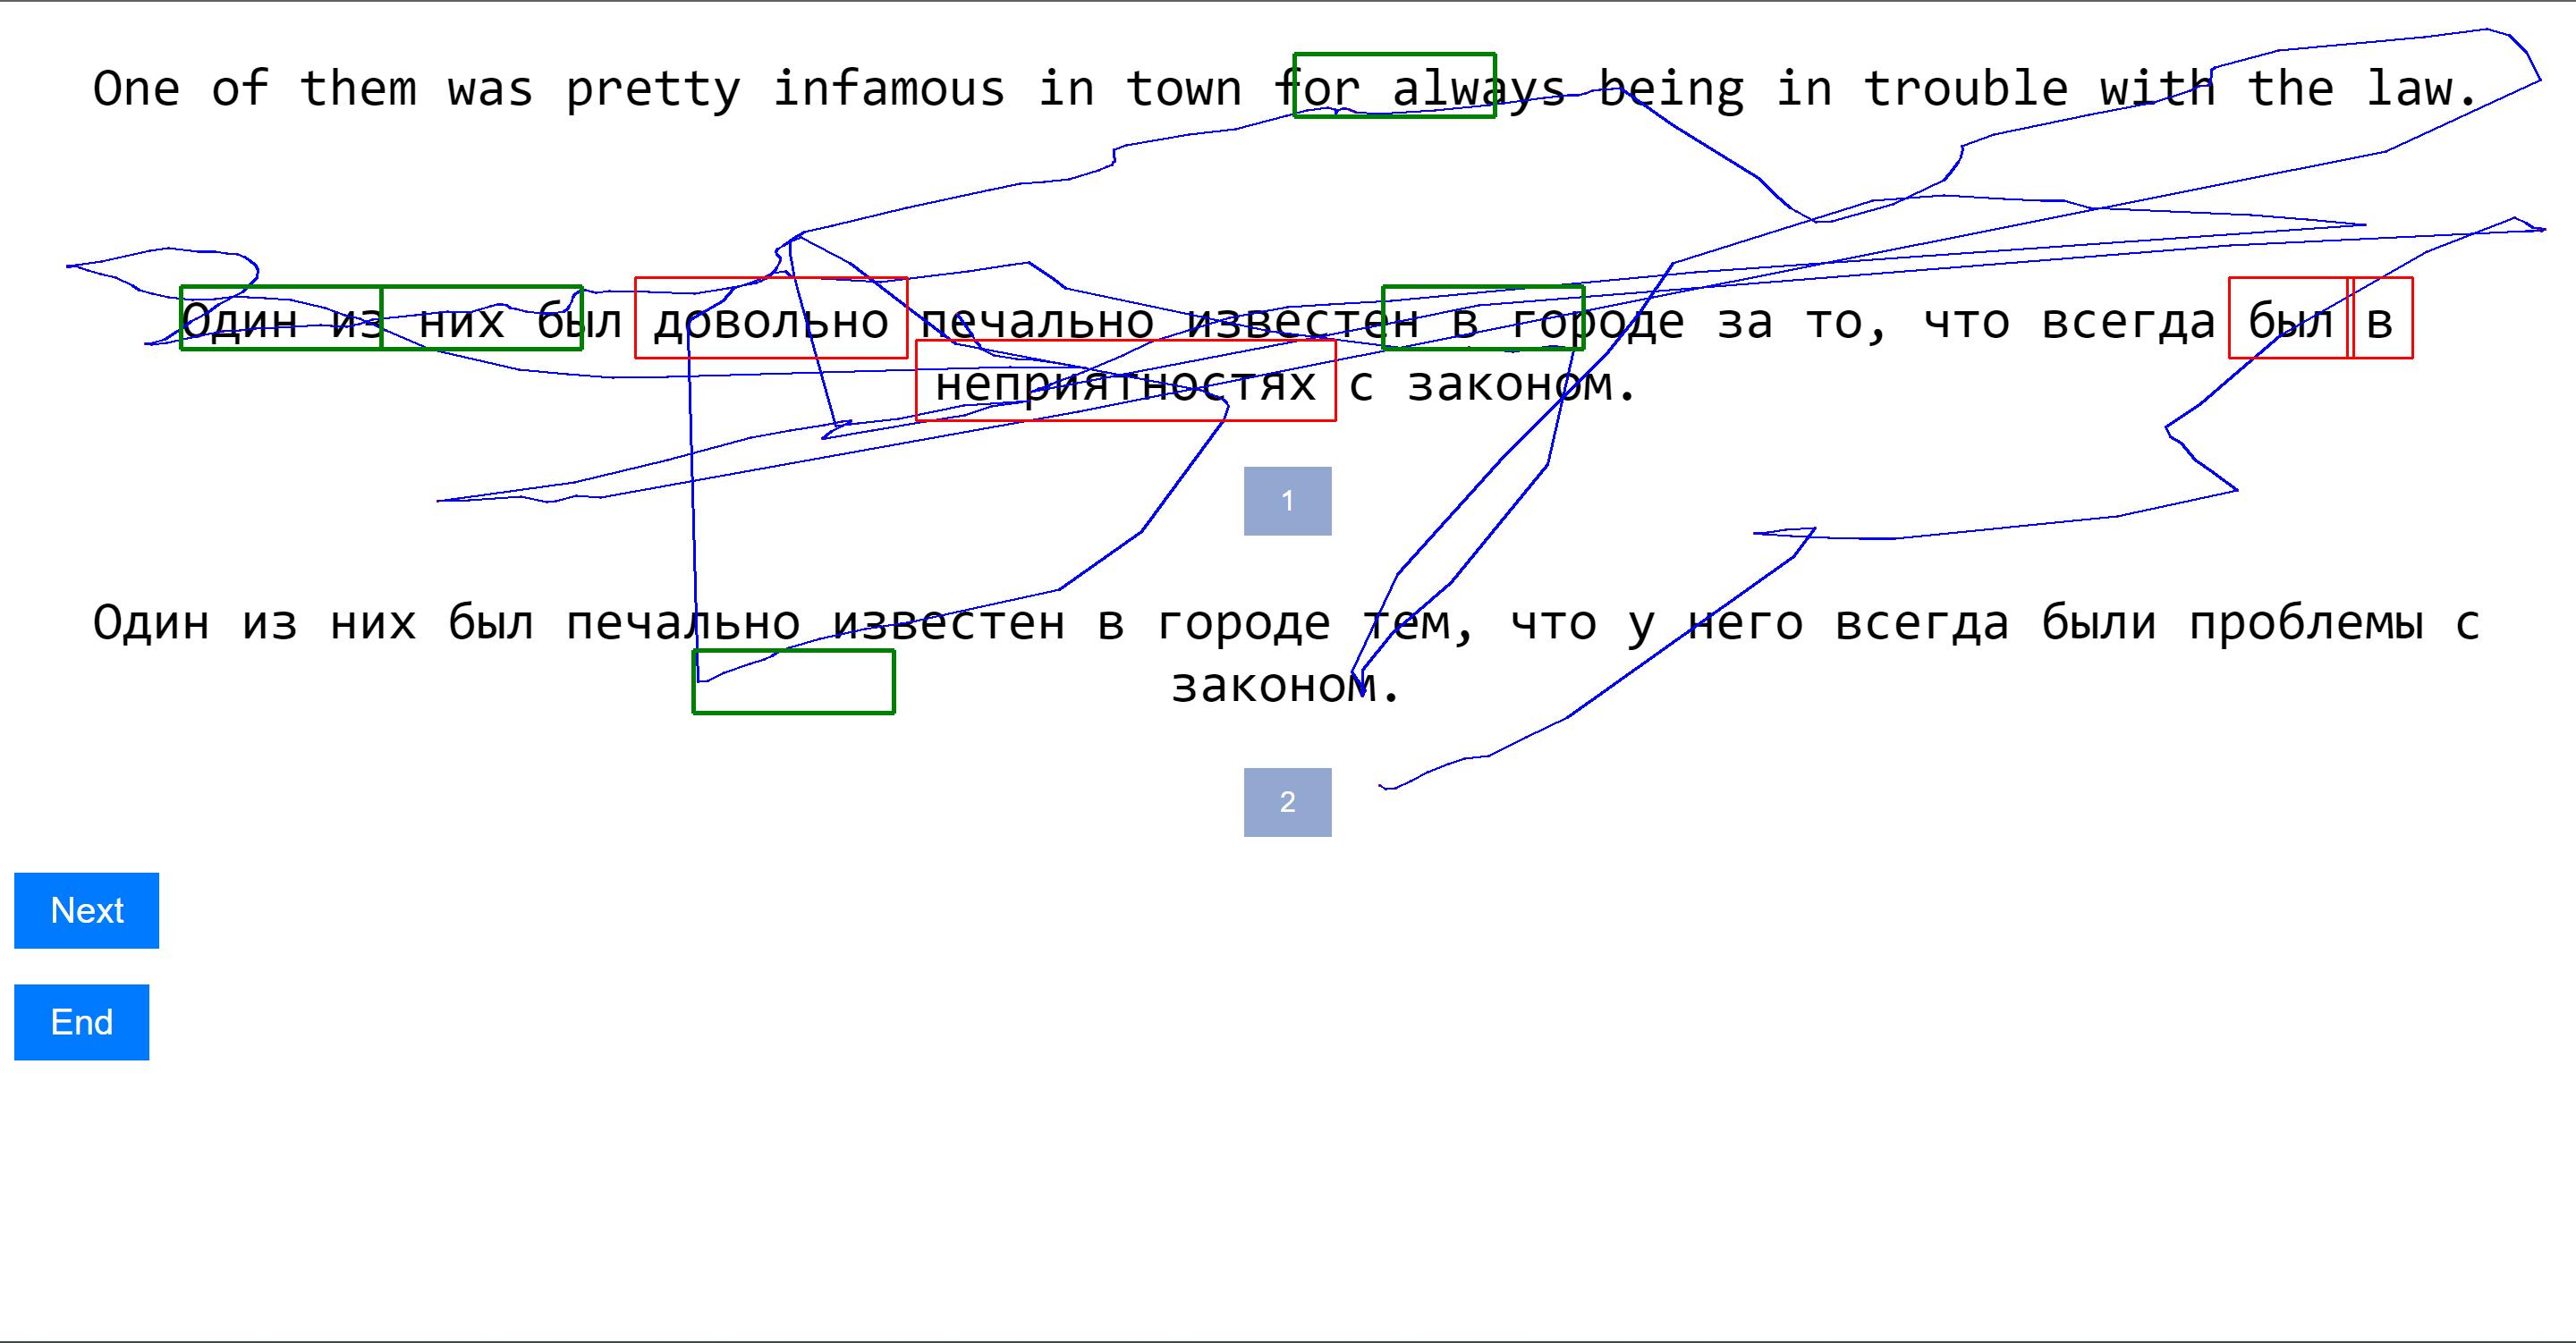 One of them was pretty infamous in town for always being in trouble with the law.
Один из них был довольно печально известен в городе за то, что всегда был в
неприятностях с законом.
1
Один из них был печально известен в городе тем, что у него всегда были проблемы с
законом.
2
Next
End